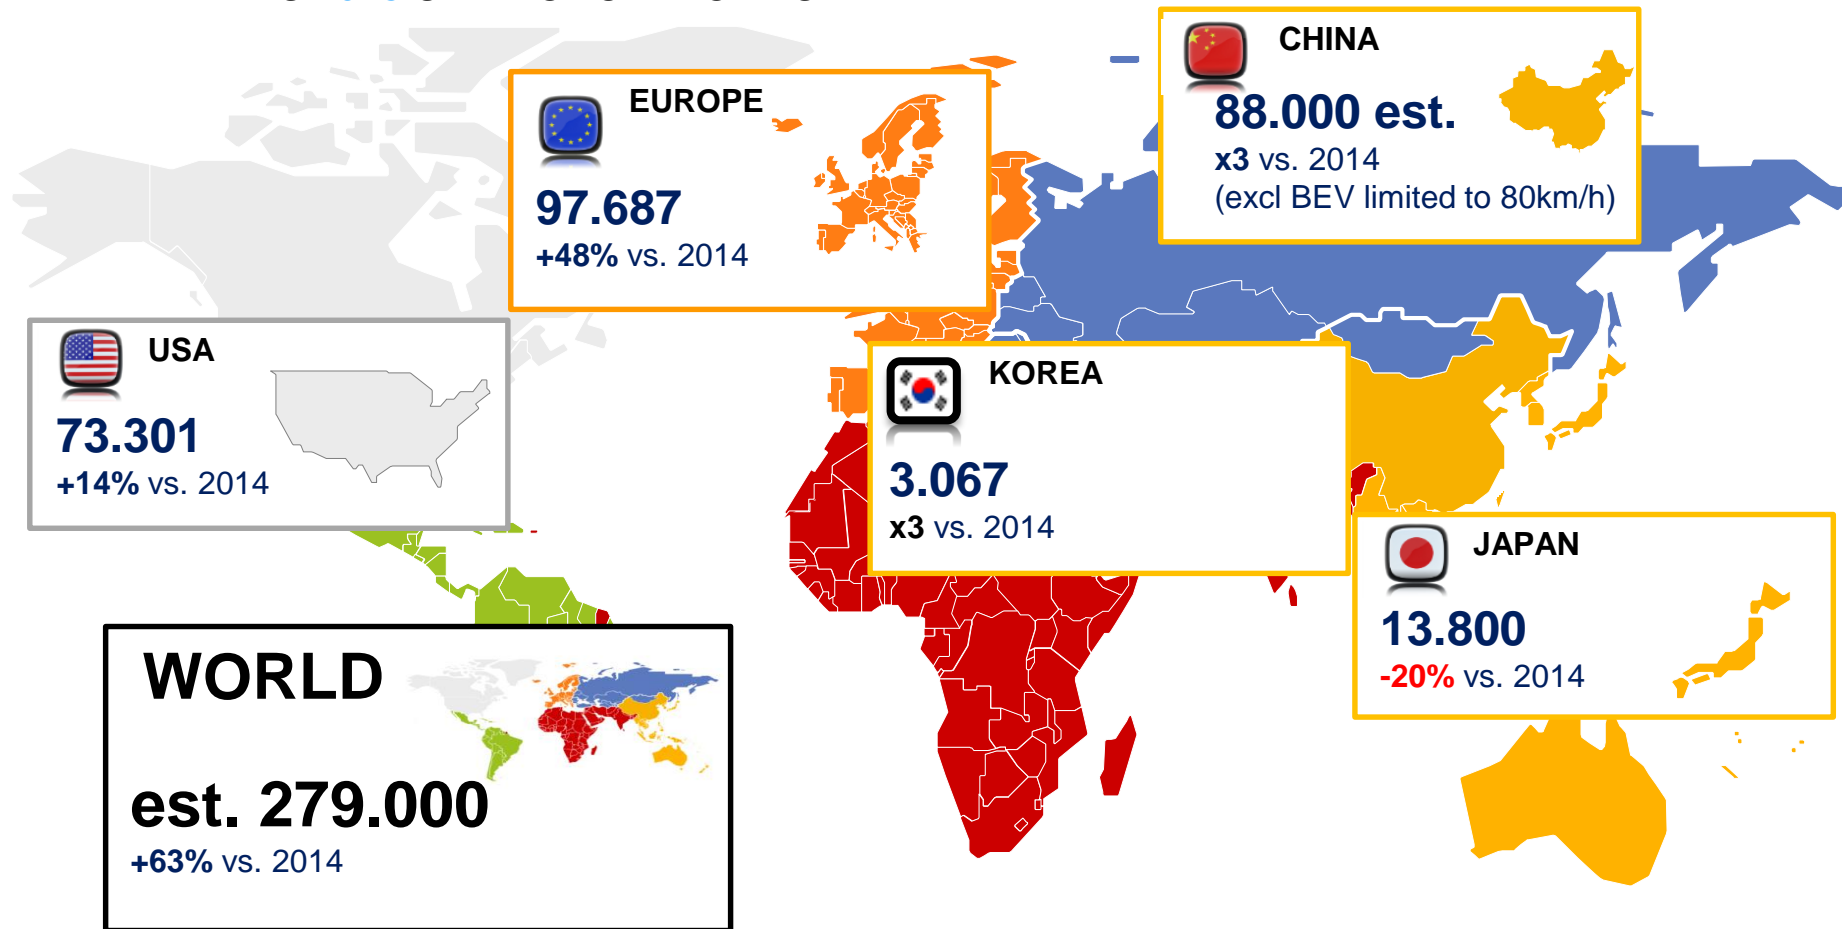 CHINA
88.000 est.
x3 vs. 2014
(excl BEV limited to 80km/h)
EUROPE
97.687
+48% vs. 2014
USA
73.301
+14% vs. 2014
KOREA
3.067
x3 vs. 2014
JAPAN
13.800
-20% vs. 2014
WORLD
est. 279.000
+63% vs. 2014